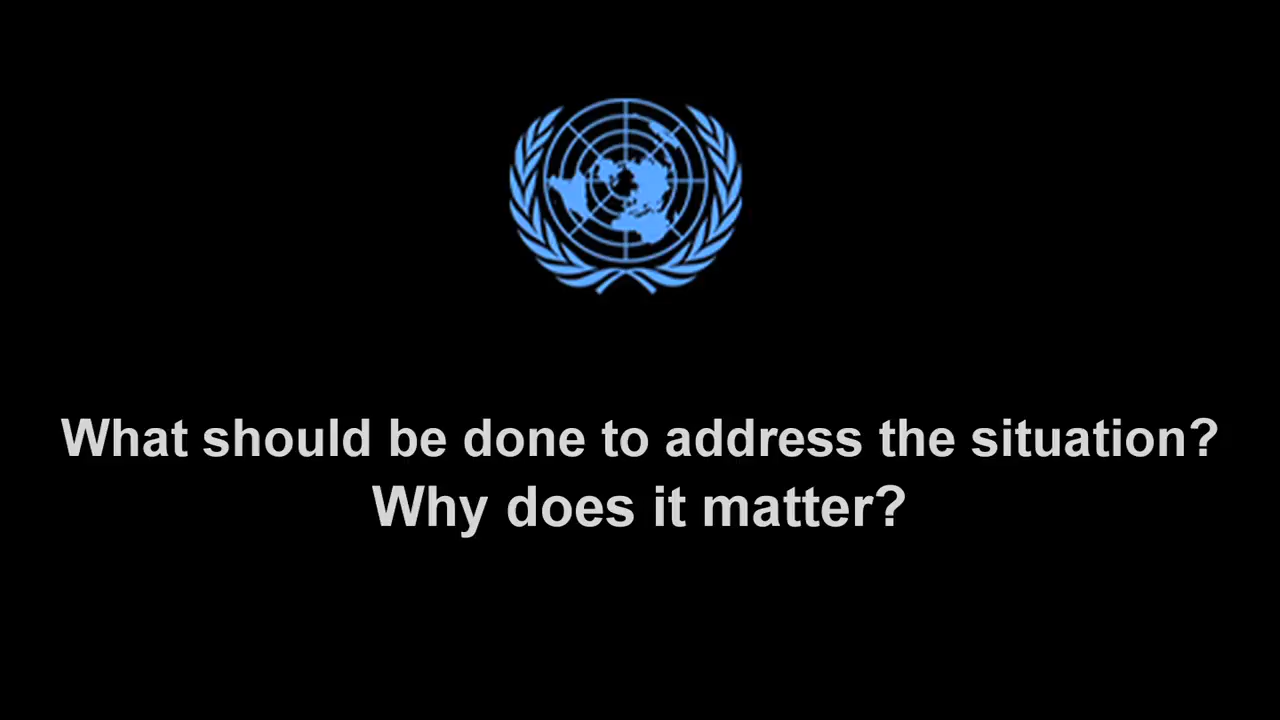 What should be done to address the situation?
Why does it matter?